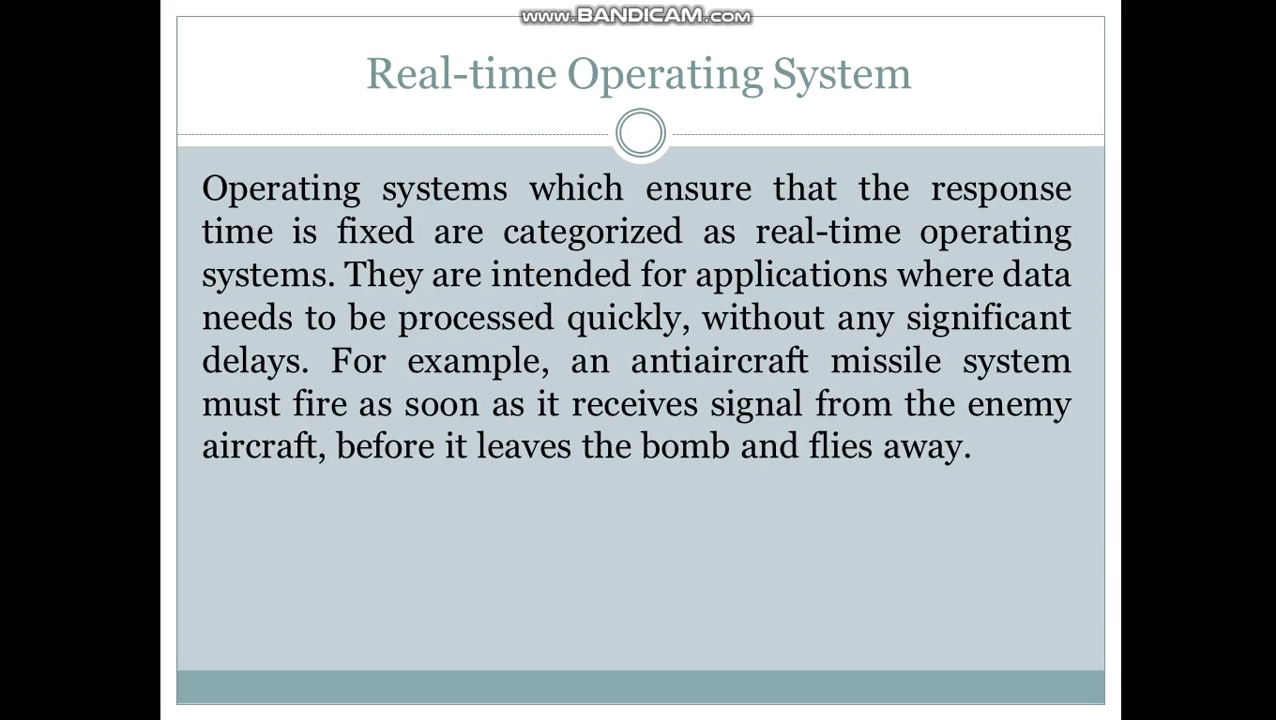 www.BANDICAM.com
Real-time Operating System
Operating systems which ensure that the response
time is fixed are categorized as real-time operating
systems. They are intended for applications where data
needs to be processed quickly, without any significant
delays. For example, an antiaircraft missile system
must fire as soon as it receives signal from the enemy
aircraft, before it leaves the bomb and flies away.